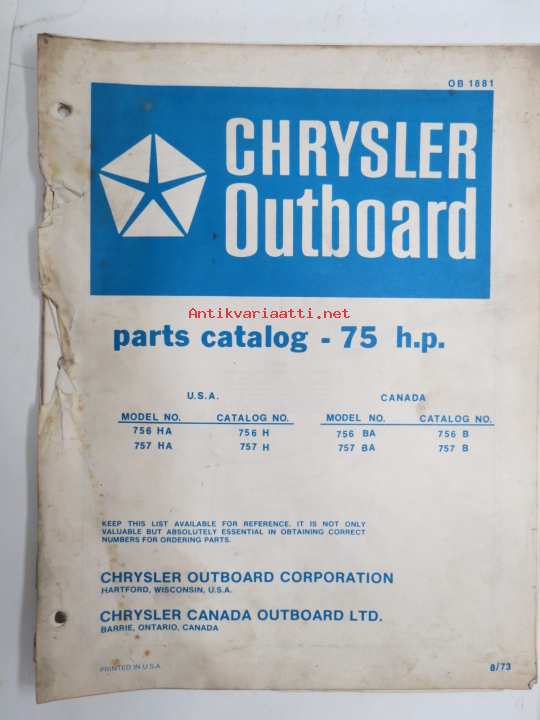 OB 1881
CHRYSLER
Outboard
Antikvariaatti.net
parts catalog - 75 h.p.
U.S.A. CANADA
MODEL NO. CATALOG NO. MODEL NO. CATALOG NO.
756 HA 756 H 756 BA 756 B
757 HA 757 H 757 BA 757 B
KEEP THIS LIST AVAILABLE FOR REFERENCE. IT IS NOT ONLY
VALUABLE BUT ABSOLUTELY ESSENTIAL IN OBTAINING CORRECT
NUMBERS FOR ORDERING PARTS.
CHRYSLER OUTBOARD CORPORATION
HARTFORD, WISCONSIN, U.S.A.
CHRYSLER CANADA OUTBOARD LTD.
BARRIE, ONTARIO, CANADA
PRINTED IN U.S.A. 8/73